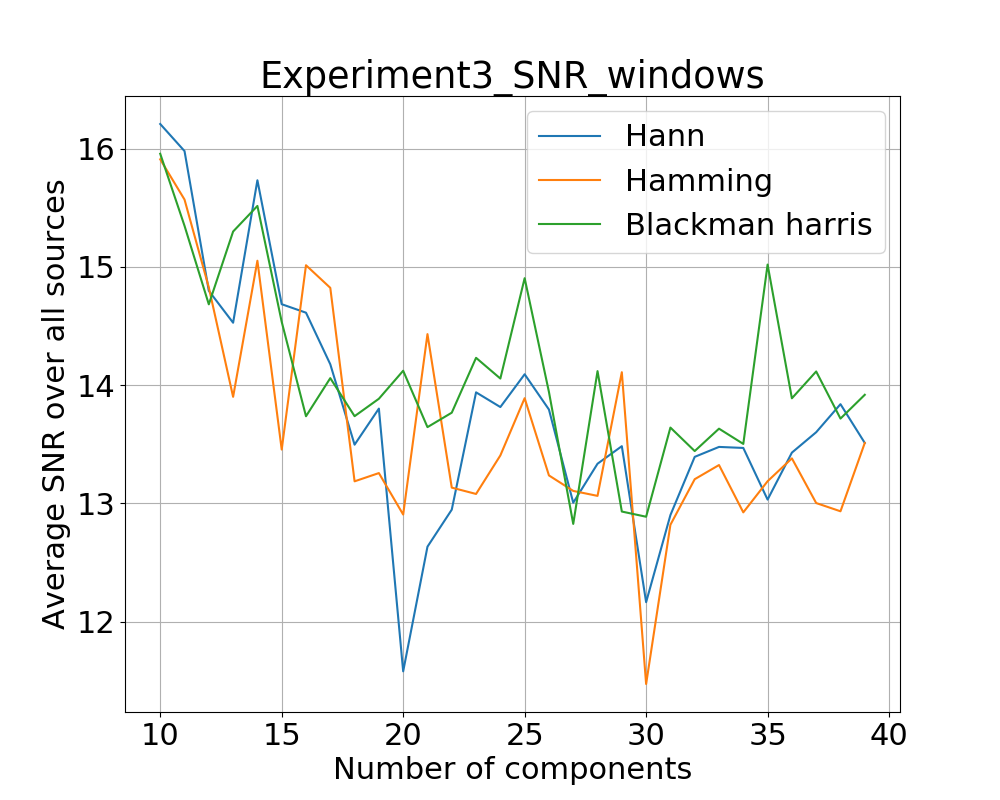 Experiment3_SNR_windows
Hann
Hamming
Blackman harris
Average SNR over all sources
16
15
14
13
12
10 15 20 25 30 35 40
Number of components